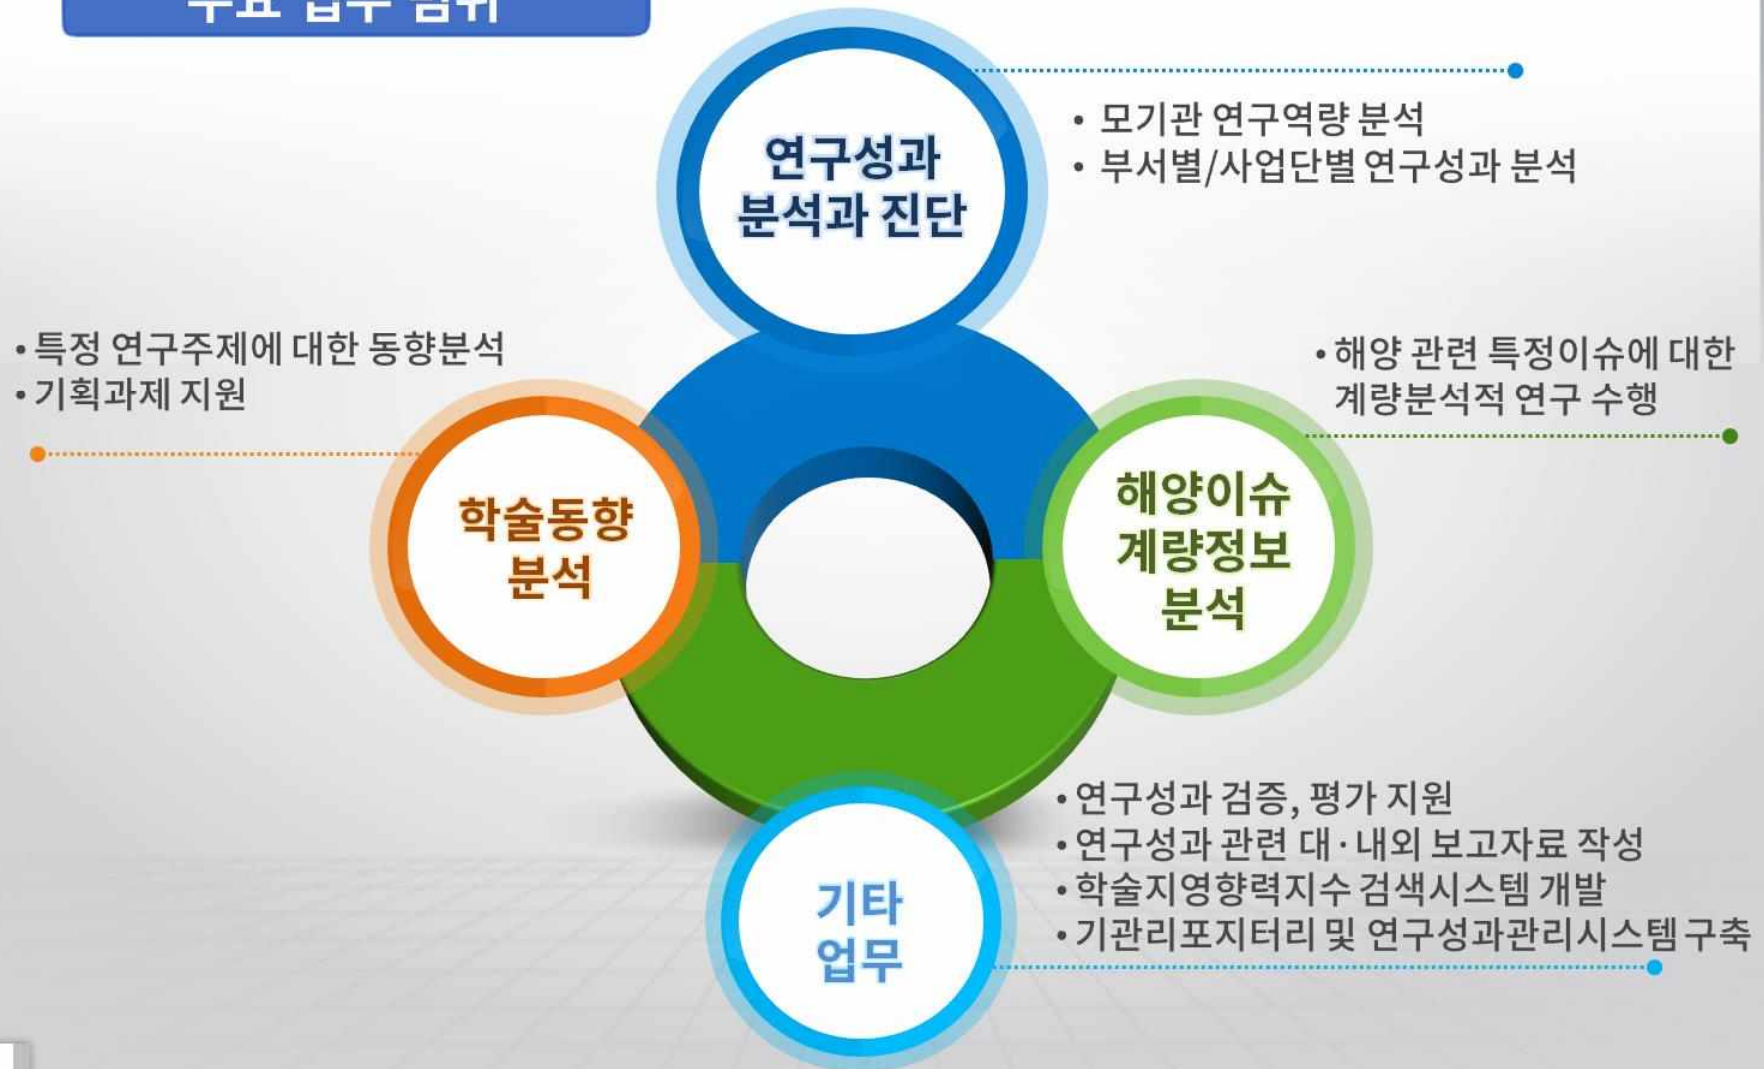 주요 업무 범위
연구성과
분석과 진단
• 모기관 연구역량 분석
• 부서별/사업단별 연구성과 분석
• 특정 연구주제에 대한 동향분석
• 기획과제 지원
학술동향
분석
• 해양 관련 특정이슈에 대한
계량분석적 연구 수행
해양이슈
계량정보
분석
기타
업무
• 연구성과 검증, 평가 지원
• 연구성과 관련 대·내외 보고자료 작성
• 학술지영향력지수 검색시스템 개발
• 기관리포지터리 및 연구성과관리시스템 구축